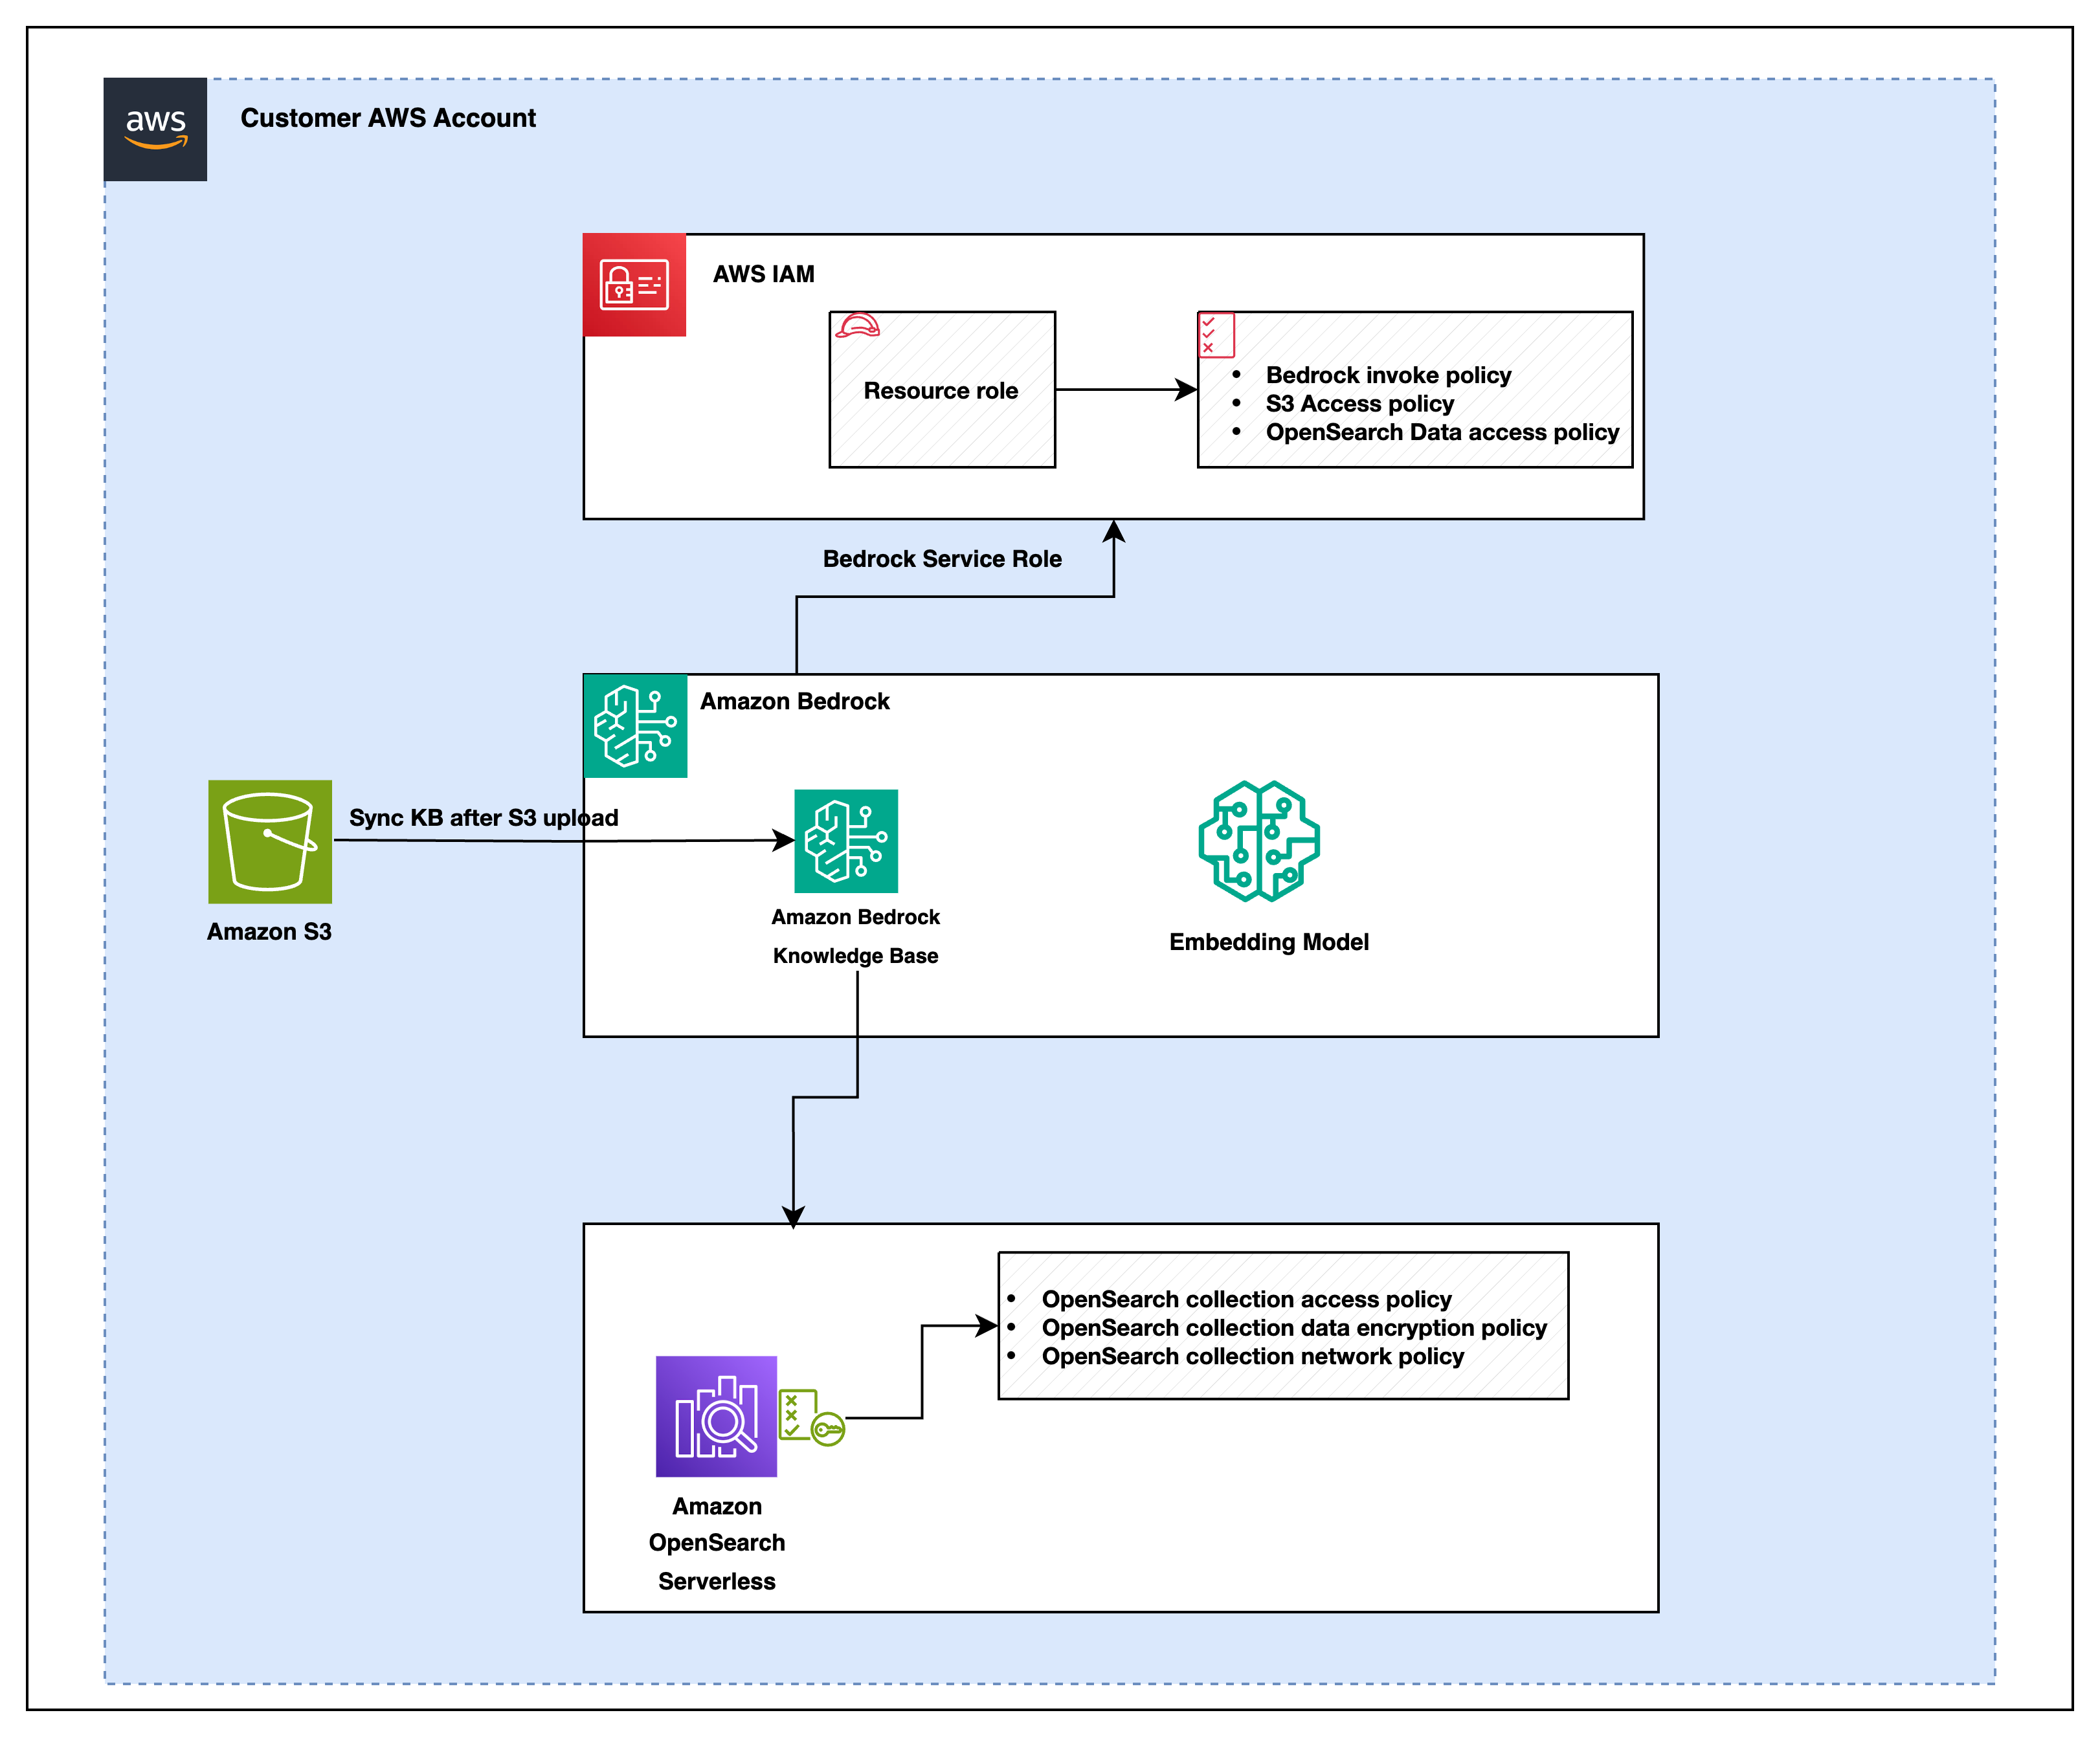 aws
Customer AWS Account
AWS IAM
Resource role
• Bedrock invoke policy
• S3 Access policy
• OpenSearch Data access policy
Bedrock Service Role
Amazon Bedrock
Sync KB after S3 upload
Amazon S3
Amazon Bedrock
Knowledge Base
Embedding Model
• OpenSearch collection access policy
• OpenSearch collection data encryption policy
• OpenSearch collection network policy
Amazon
OpenSearch
Serverless